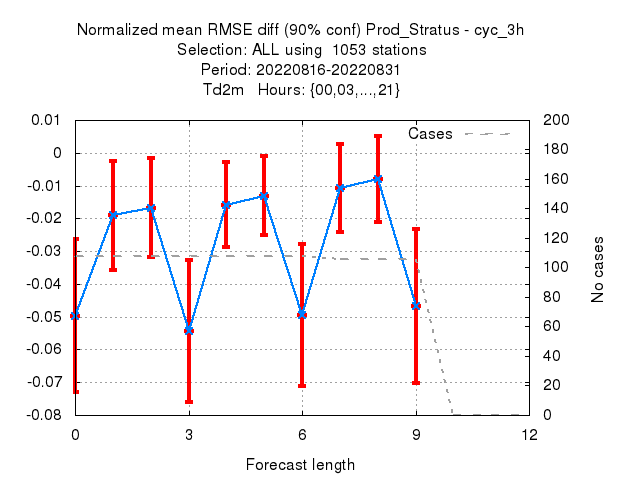 Normalized mean RMSE diff (90% conf) Prod_Stratus - cyc_3h
Selection: ALL using  1053 stations
Period: 20220816-20220831
Td2m   Hours: {00,03,...,21}
0.01
0
-0.01
-0.02
-0.03
-0.04
-0.05
-0.06
-0.07
-0.08
Cases
200
180
160
140
120
100
80
60
40
20
0
No cases
0 3 6 9 12
Forecast length